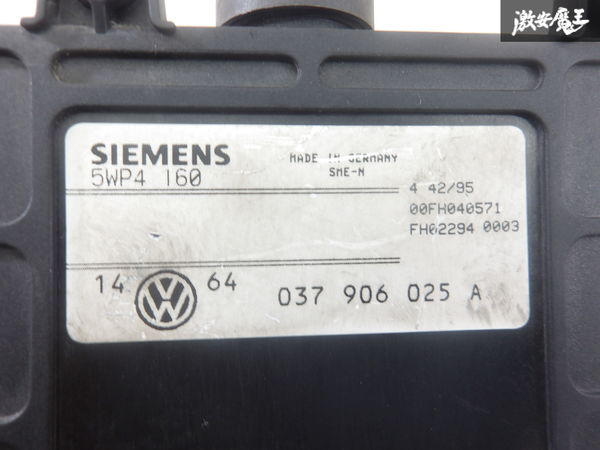 激安魔王
SIEMENS
5WP4 160
MADE IN GERMANY
SME-N
4 42/95
00FH040571
FH02294 0003
14 VW 64
037 906 025 A